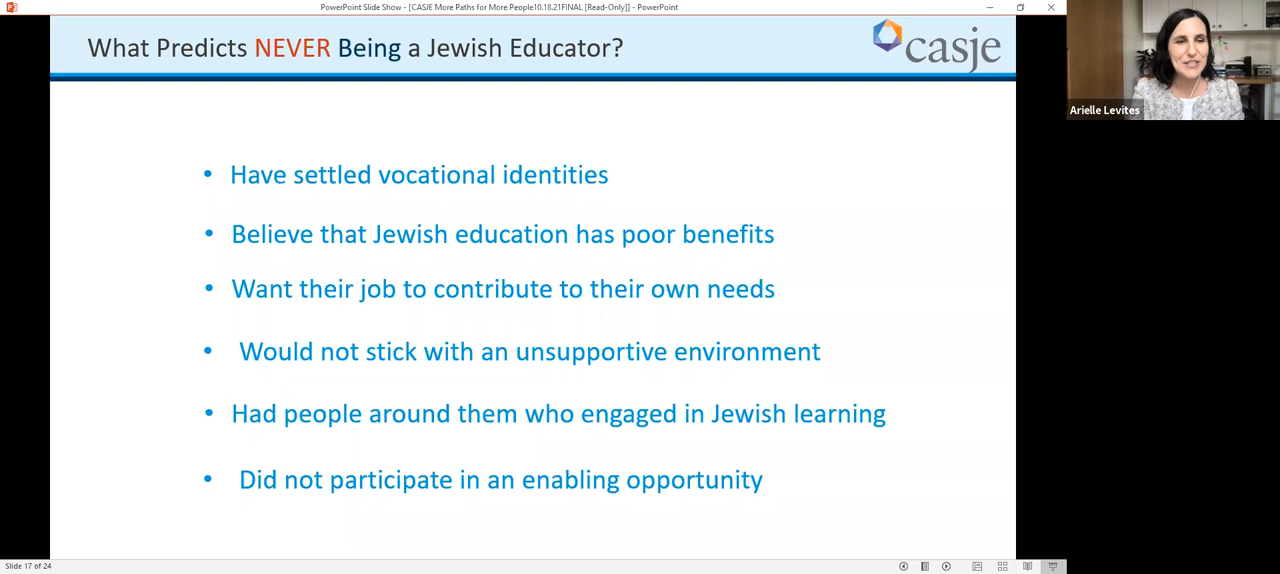 PowerPoint Slide Show - [CASJE More Paths for More People10.18.21FINAL [Read-Only]] - PowerPoint
What Predicts NEVER Being a Jewish Educator?
casje
Arielle Levites
• Have settled vocational identities
• Believe that Jewish education has poor benefits
• Want their job to contribute to their own needs
• Would not stick with an unsupportive environment
• Had people around them who engaged in Jewish learning
• Did not participate in an enabling opportunity
Slide 17 of 24